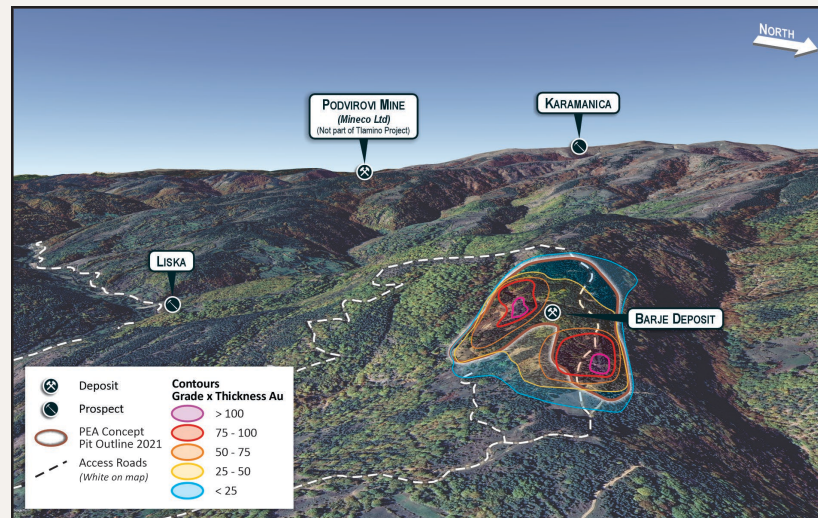 NORTH
PODVIROVI MINE
(Mineco Ltd)
(Not part of Tlamino Project)
KARAMANICA
LISKA
BARJE DEPOSIT
Deposit
Prospect
PEA Concept
Pit Outline 2021
Access Roads
(White on map)
Contours
Grade x Thickness Au
> 100
75 - 100
50 - 75
25 - 50
< 25